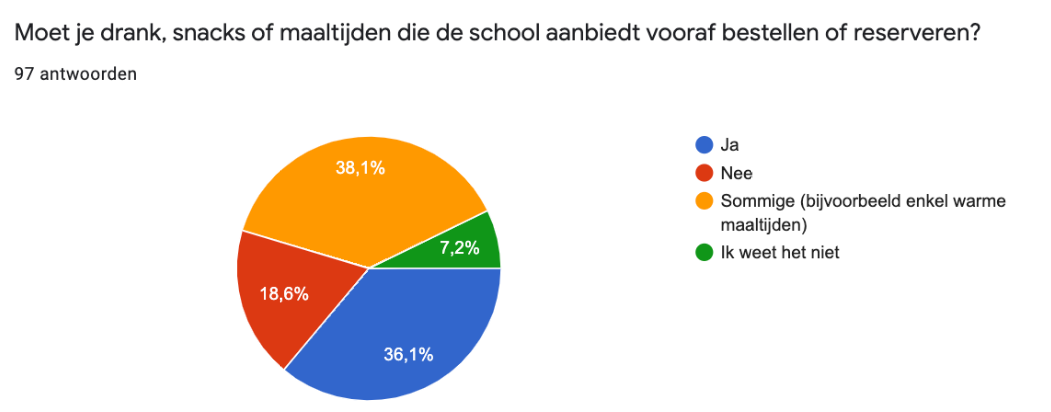 Moet je drank, snacks of maaltijden die de school aanbiedt vooraf bestellen of reserveren?
97 antwoorden
38,1%
7,2%
18,6%
36,1%
Ja
Nee
Sommige (bijvoorbeeld enkel warme
maaltijden)
Ik weet het niet